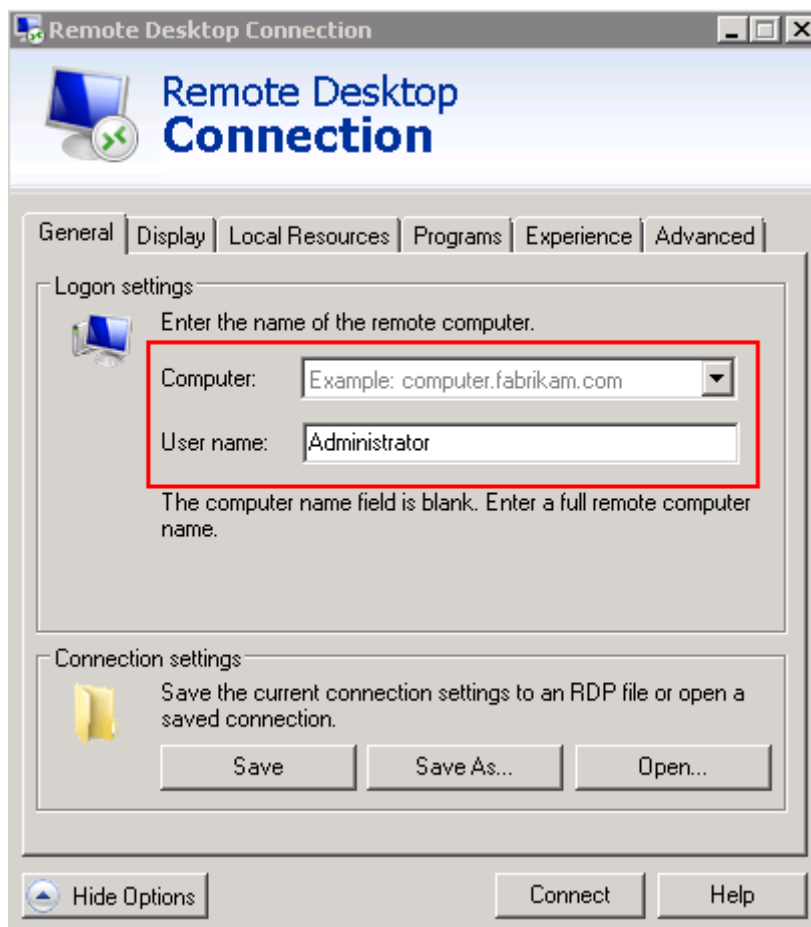 Remote Desktop Connection
Remote Desktop
Connection
General Display Local Resources Programs Experience Advanced
Logon settings
Enter the name of the remote computer.
Computer: Example: computer.fabrikam.com
User name: Administrator
The computer name field is blank. Enter a full remote computer
name.
Connection settings
Save the current connection settings to an RDP file or open a
saved connection.
Save Save As... Open...
Hide Options Connect Help